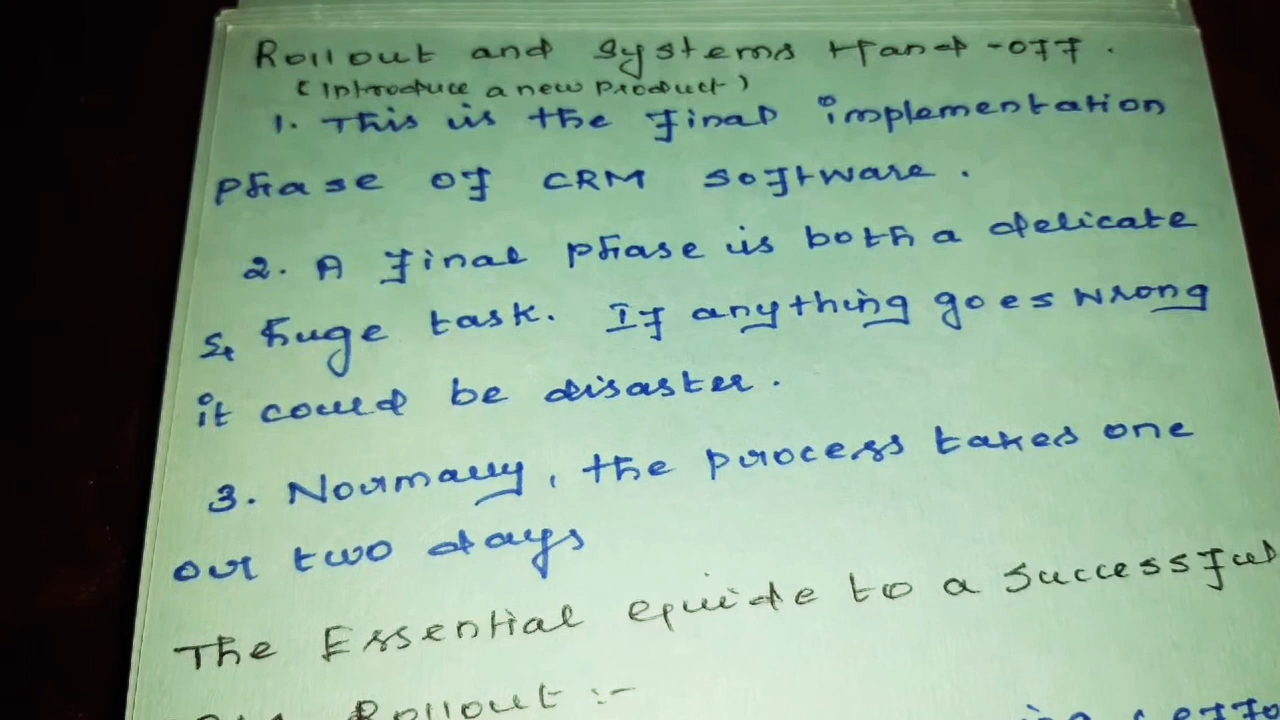 Rollout and Systems Hand-off.
(Introduce a new product)
1. This is the final implementation
phase of CRM software.
2. A final phase is both a delicate
& huge task. If anything goes wrong
it could be disaster.
3. Normally, the process takes one
our two days
The Essential guide to a successful
Rollout :-